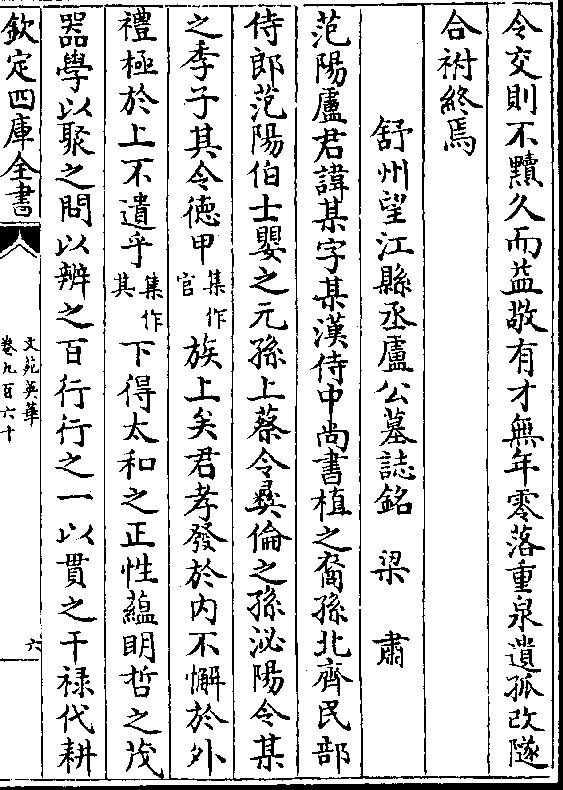 令交則不黷久而益敬有才無年零落重泉遺孤改隧
合祔終焉
舒州望江縣丞盧公墓誌銘　梁　肅
范陽盧君諱某字某漢侍中尚書植之裔孫北齊民部
侍郎范陽伯士嬰之元孫上蔡令彝倫之孫泌陽令某
之季子其令徳甲集作官族上矣君孝發於内不懈於外
禮極於上不遺乎集作其下得太和之正性藴明哲之茂
器學以聚之問以辨之百行行之一以貫之干禄代耕
欽定四庫全書
文苑英華
卷九百六十
六